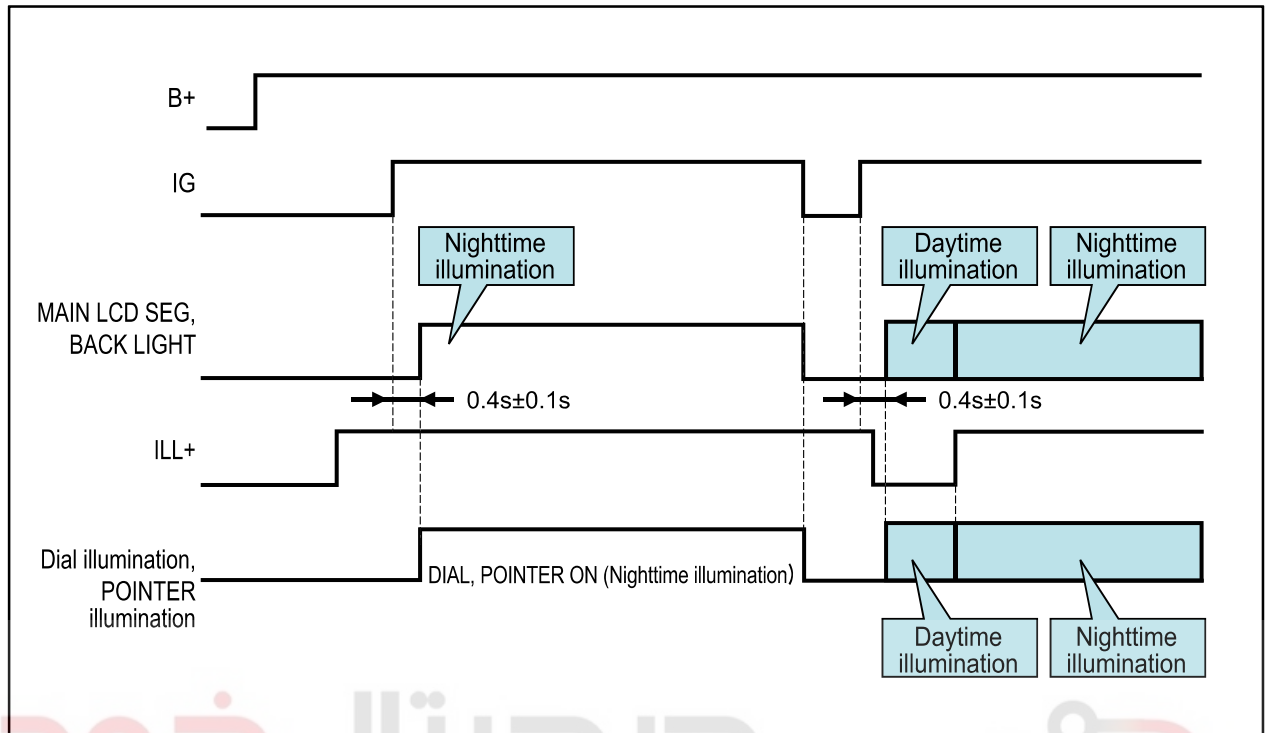 B+
IG
Nighttime
illumination
Daytime
illumination
Nighttime
illumination
MAIN LCD SEG,
BACK LIGHT
0.4s±0.1s
0.4s±0.1s
ILL+
Dial illumination,
POINTER
illumination
DIAL, POINTER ON (Nighttime illumination)
Daytime
illumination
Nighttime
illumination